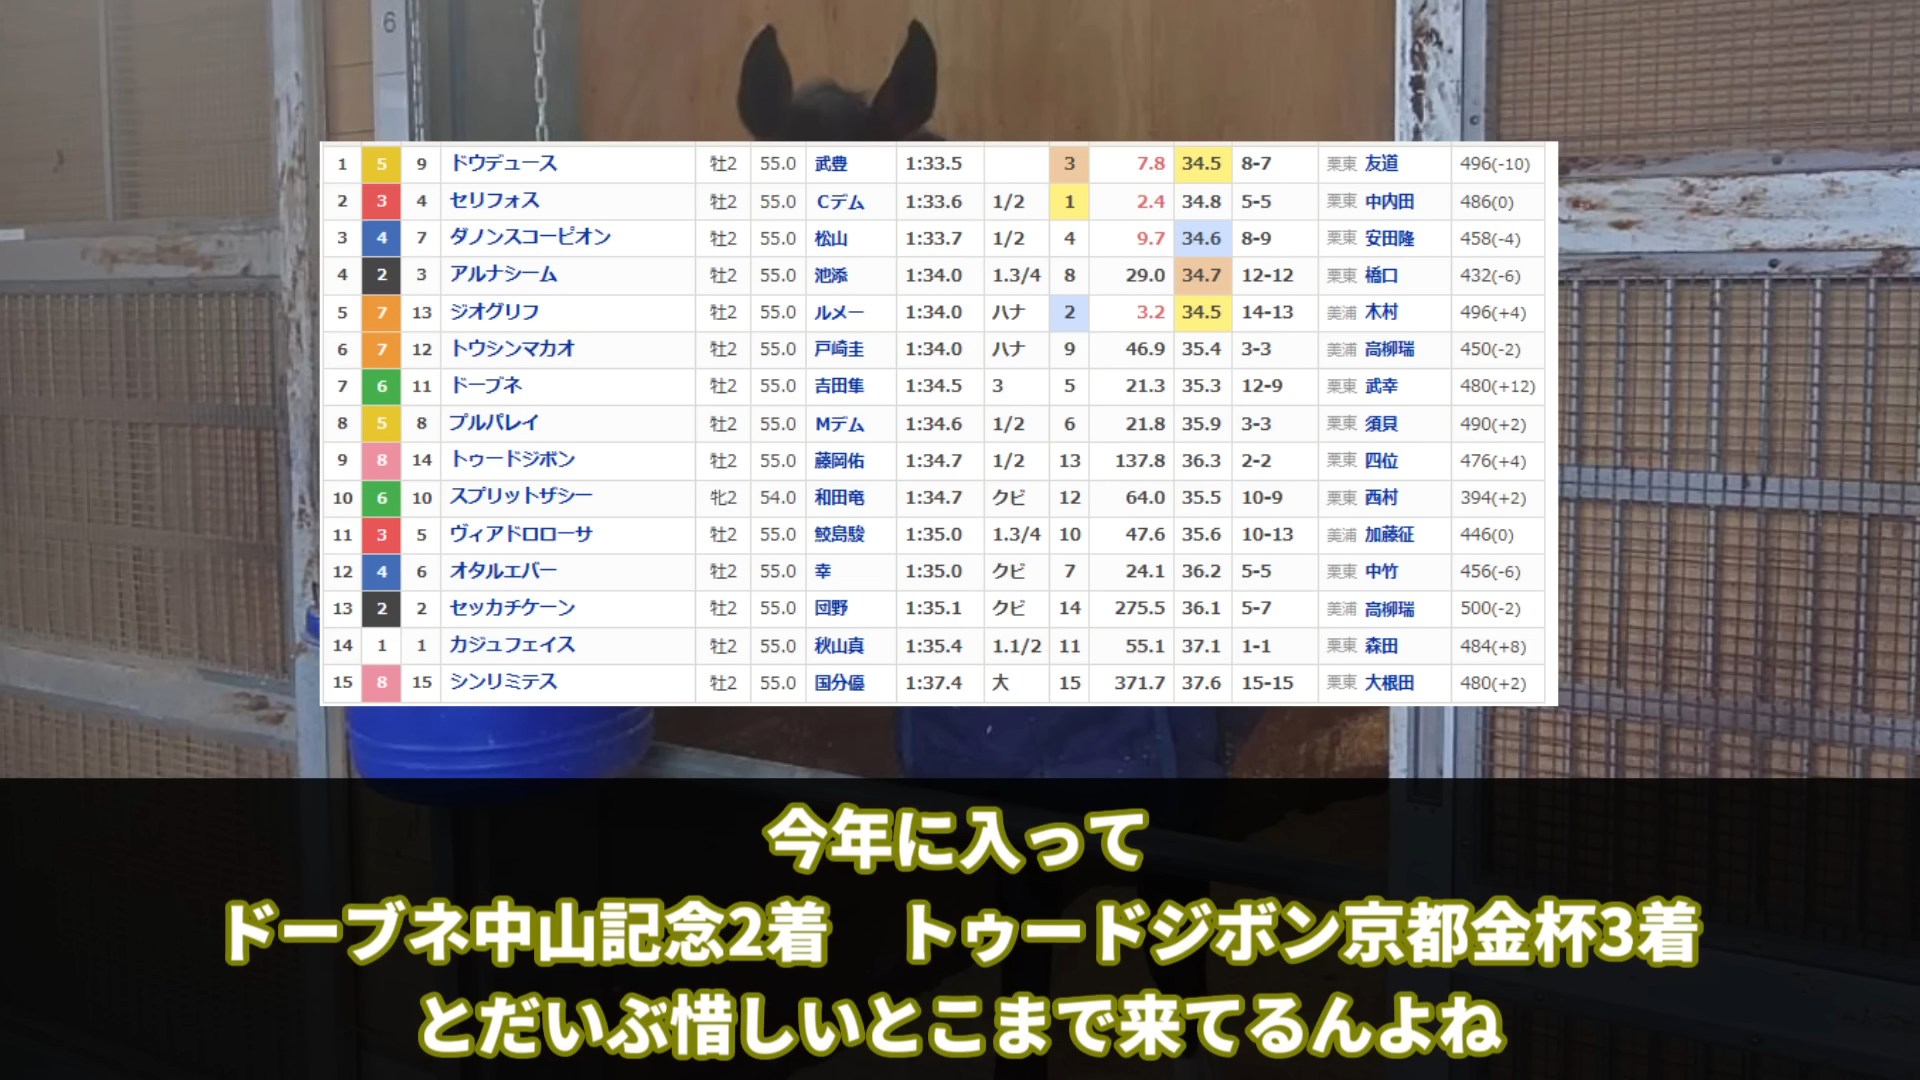 6
1 5 9 ドウデュース 牡2 55.0 武豊 1:33.5 3 7.8 34.5 8-7 栗東 友道 496(-10)
2 3 4 セリフォス 牡2 55.0 Cデム 1:33.6 1/2 1 2.4 34.8 5-5 栗東 中内田 486(0)
3 4 7 ダノンスコーピオン 牡2 55.0 松山 1:33.7 1/2 4 9.7 34.6 8-9 栗東 安田隆 458(-4)
4 2 3 アルナシーム 牡2 55.0 池添 1:34.0 1.3/4 8 29.0 34.7 12-12 栗東 橋口 432(-6)
5 7 13 ジオグリフ 牡2 55.0 ルメー 1:34.0 ハナ 2 3.2 34.5 14-13 美浦 木村 496(+4)
6 7 12 トウシンマカオ 牡2 55.0 戸崎圭 1:34.0 ハナ 9 46.9 35.4 3-3 美浦 高柳瑞 450(-2)
7 6 11 ドーブネ 牡2 55.0 吉田隼 1:34.5 3 5 21.3 35.3 12-9 栗東 武幸 480(+12)
8 5 8 プルパレイ 牡2 55.0 Mデム 1:34.6 1/2 6 21.8 35.9 3-3 栗東 須貝 490(+2)
9 8 14 トゥードジボン 牡2 55.0 藤岡佑 1:34.7 1/2 13 137.8 36.3 2-2 栗東 四位 476(+4)
10 6 10 スプリットザシー 牝2 54.0 和田竜 1:34.7 クビ 12 64.0 35.5 10-9 栗東 西村 394(+2)
11 3 5 ヴィアドロローサ 牡2 55.0 鮫島駿 1:35.0 1.3/4 10 47.6 35.6 10-13 美浦 加藤征 446(0)
12 4 6 オタルエバー 牡2 55.0 幸 1:35.0 クビ 7 24.1 36.2 5-5 栗東 中竹 456(-6)
13 2 2 セッカチケーン 牡2 55.0 団野 1:35.1 クビ 14 275.5 36.1 5-7 美浦 高柳瑞 500(-2)
14 1 1 カジュフェイス 牡2 55.0 秋山真 1:35.4 1.1/2 11 55.1 37.1 1-1 栗東 森田 484(+8)
15 8 15 シンリミテス 牡2 55.0 国分優 1:37.4 大 15 371.7 37.6 15-15 栗東 大根田 480(+2)
今年に入って
ドーブネ中山記念2着 トゥードジボン京都金杯3着
とだいぶ惜しいとこまで来てるんよね